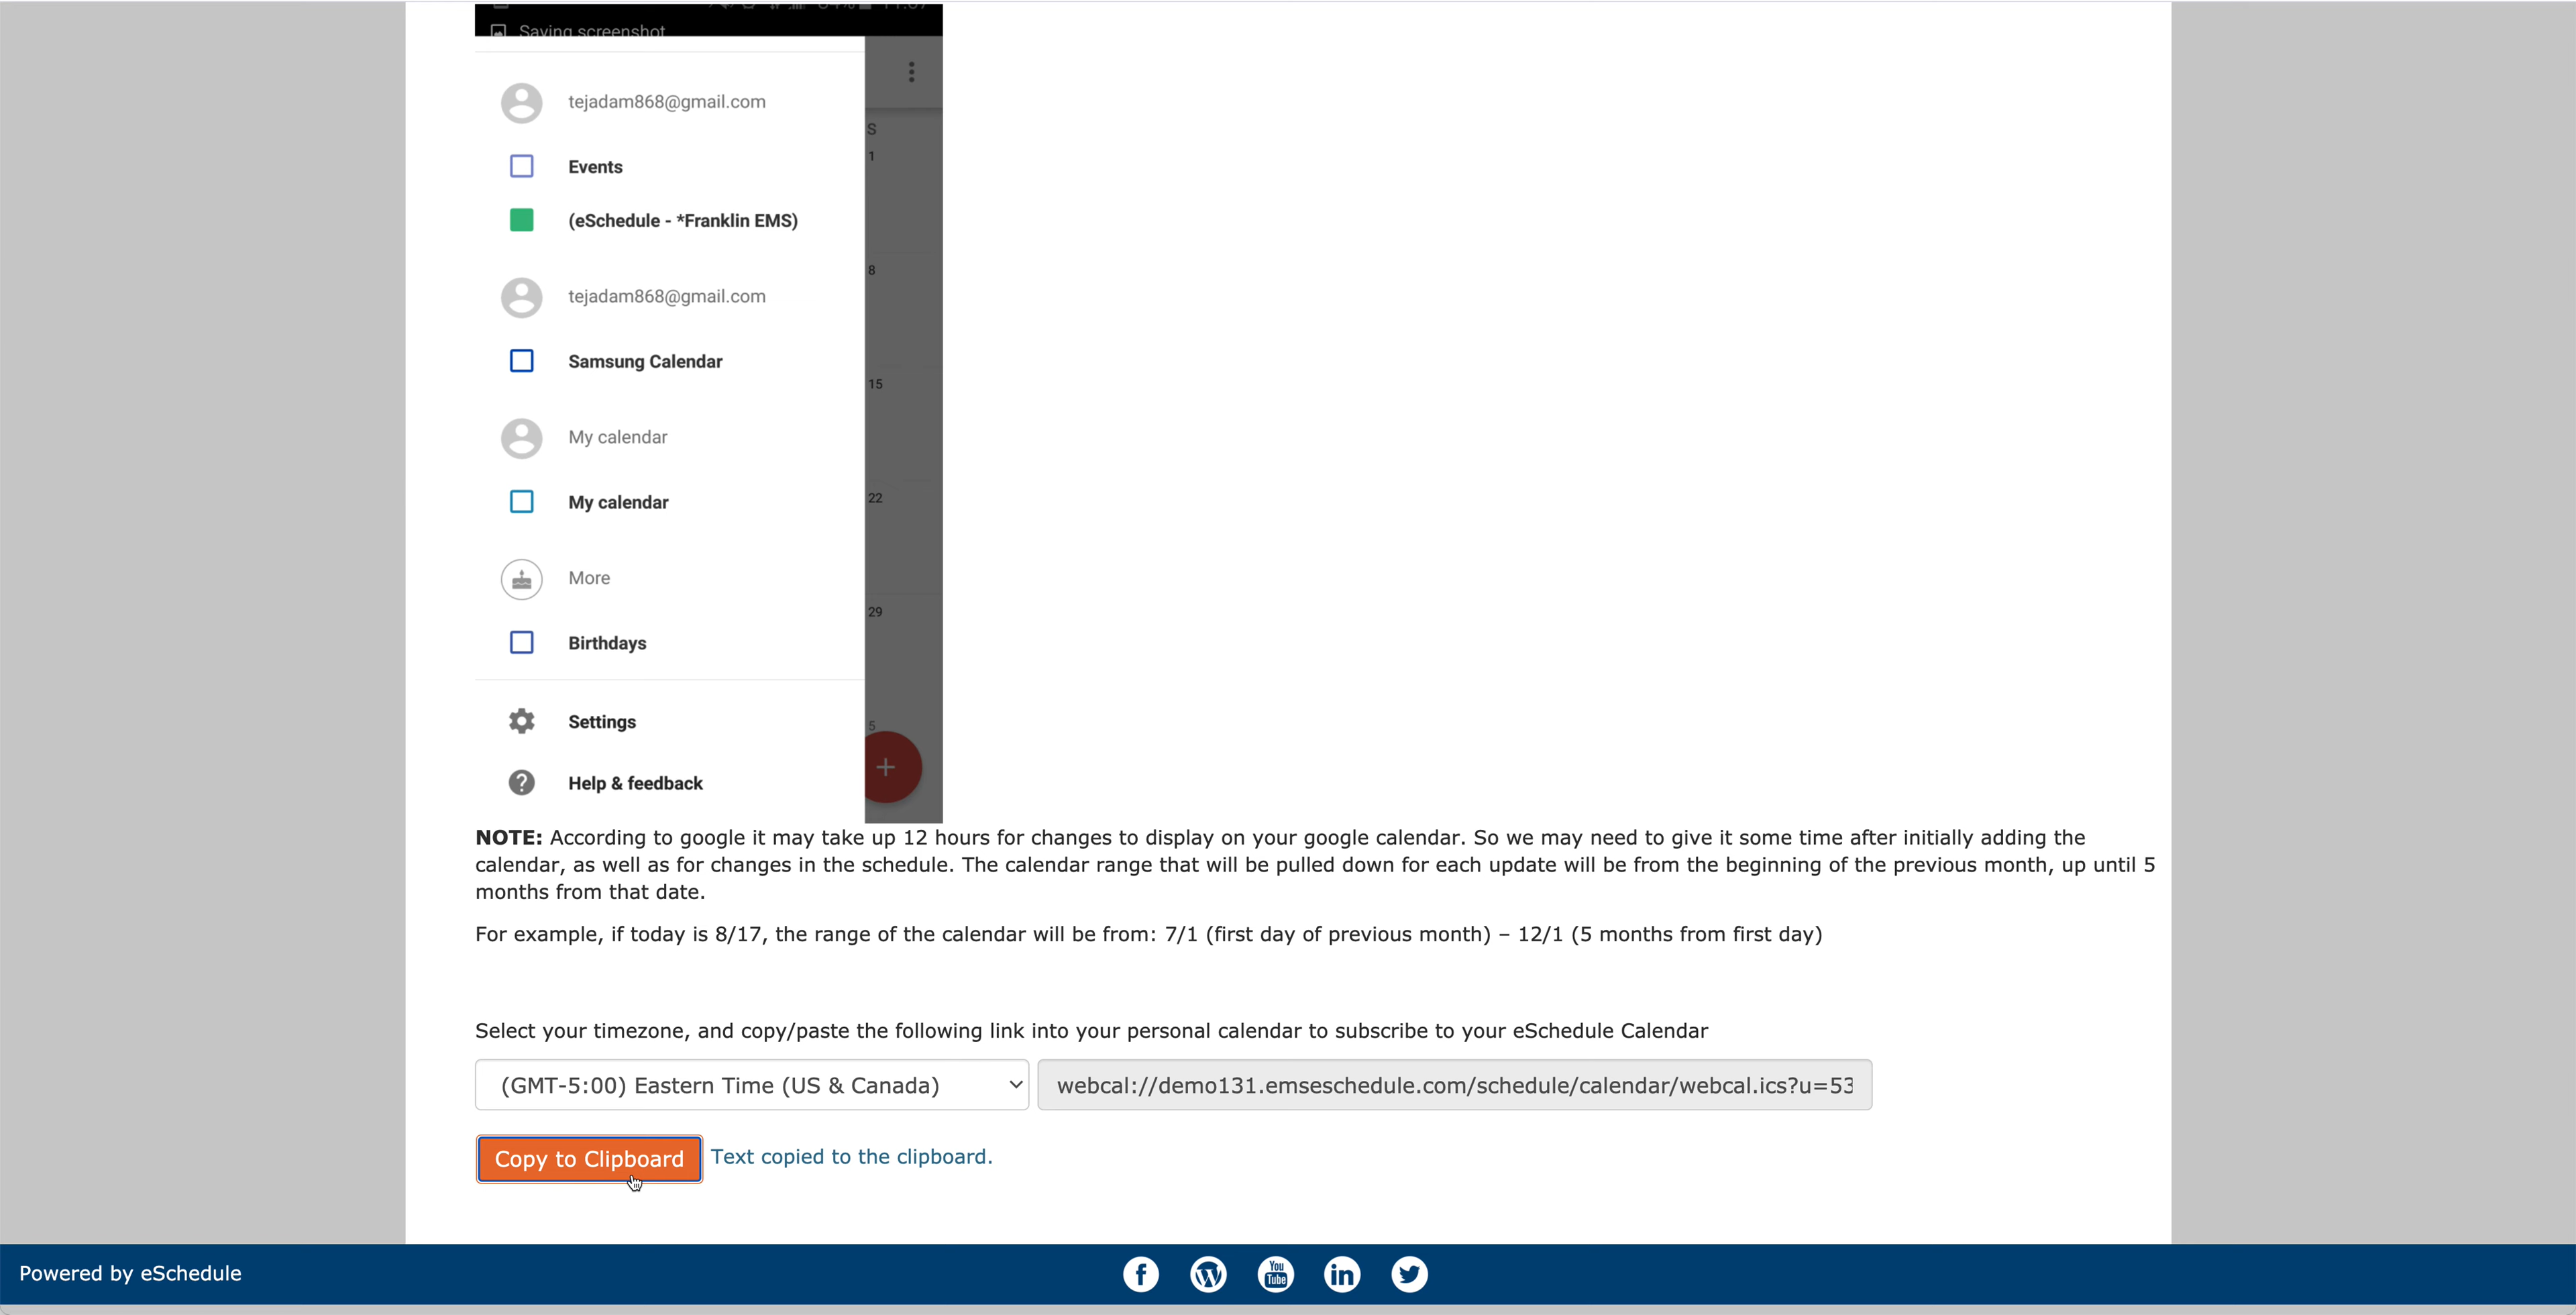 Saving screenshot
tejadam868@gmail.com
S
Events
1
(eSchedule - *Franklin EMS)
8
tejadam868@gmail.com
Samsung Calendar
15
My calendar
My calendar
22
More
29
Birthdays
Settings
5
Help & feedback
NOTE: According to google it may take up 12 hours for changes to display on your google calendar. So we may need to give it some time after initially adding the
calendar, as well as for changes in the schedule. The calendar range that will be pulled down for each update will be from the beginning of the previous month, up until 5
months from that date.
For example, if today is 8/17, the range of the calendar will be from: 7/1 (first day of previous month) – 12/1 (5 months from first day)
Select your timezone, and copy/paste the following link into your personal calendar to subscribe to your eSchedule Calendar
(GMT-5:00) Eastern Time (US & Canada)
webcal://demo131.emseschedule.com/schedule/calendar/webcal.ics?u=53
Copy to Clipboard
Text copied to the clipboard.
Powered by eSchedule
You
Tube